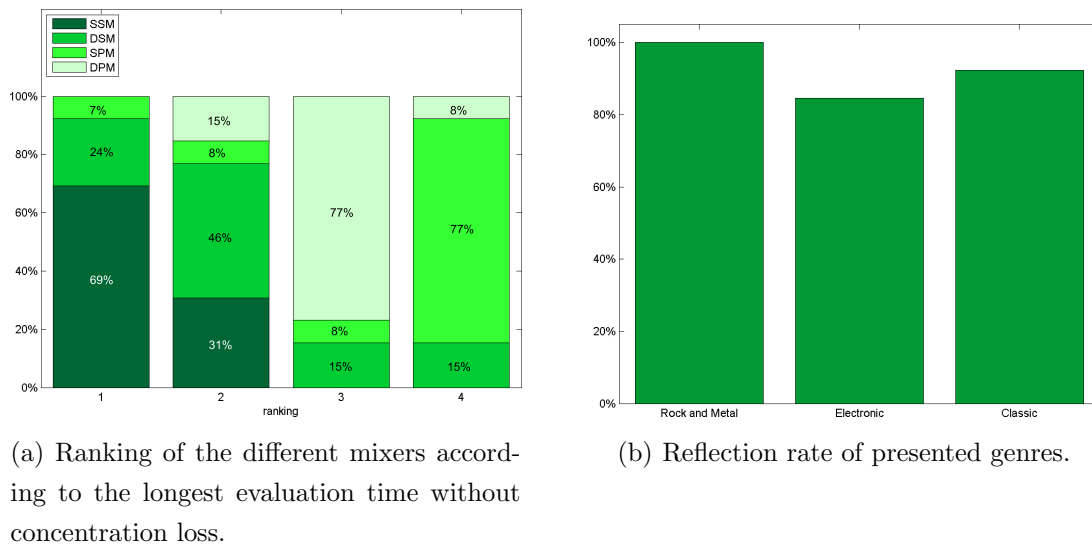 SSM
DSM
SPM
DPM
100%
80%
60%
40%
20%
0%
7%
24%
69%
15%
8%
46%
31%
77%
8%
15%
8%
77%
15%
1 2 3 4
ranking
(a) Ranking of the different mixers accord-
ing to the longest evaluation time without
concentration loss.
100%
80%
60%
40%
20%
0%
Rock and Metal Electronic Classic
(b) Reflection rate of presented genres.